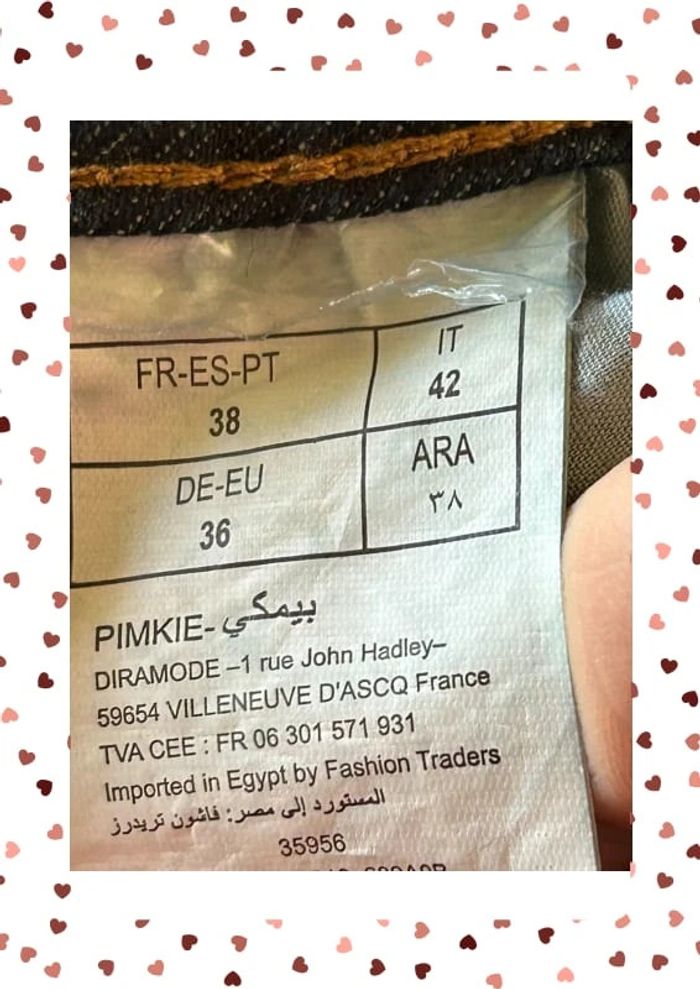 FR-ES-PT
38
IT
42
DE-EU
36
ARA
٣٨
PIMKIE-بيمكي
DIRAMODE –1 rue John Hadley–
59654 VILLENEUVE D'ASCQ France
TVA CEE : FR 06 301 571 931
Imported in Egypt by Fashion Traders
المستورد إلى مصر: فاشون تريدرز
35956